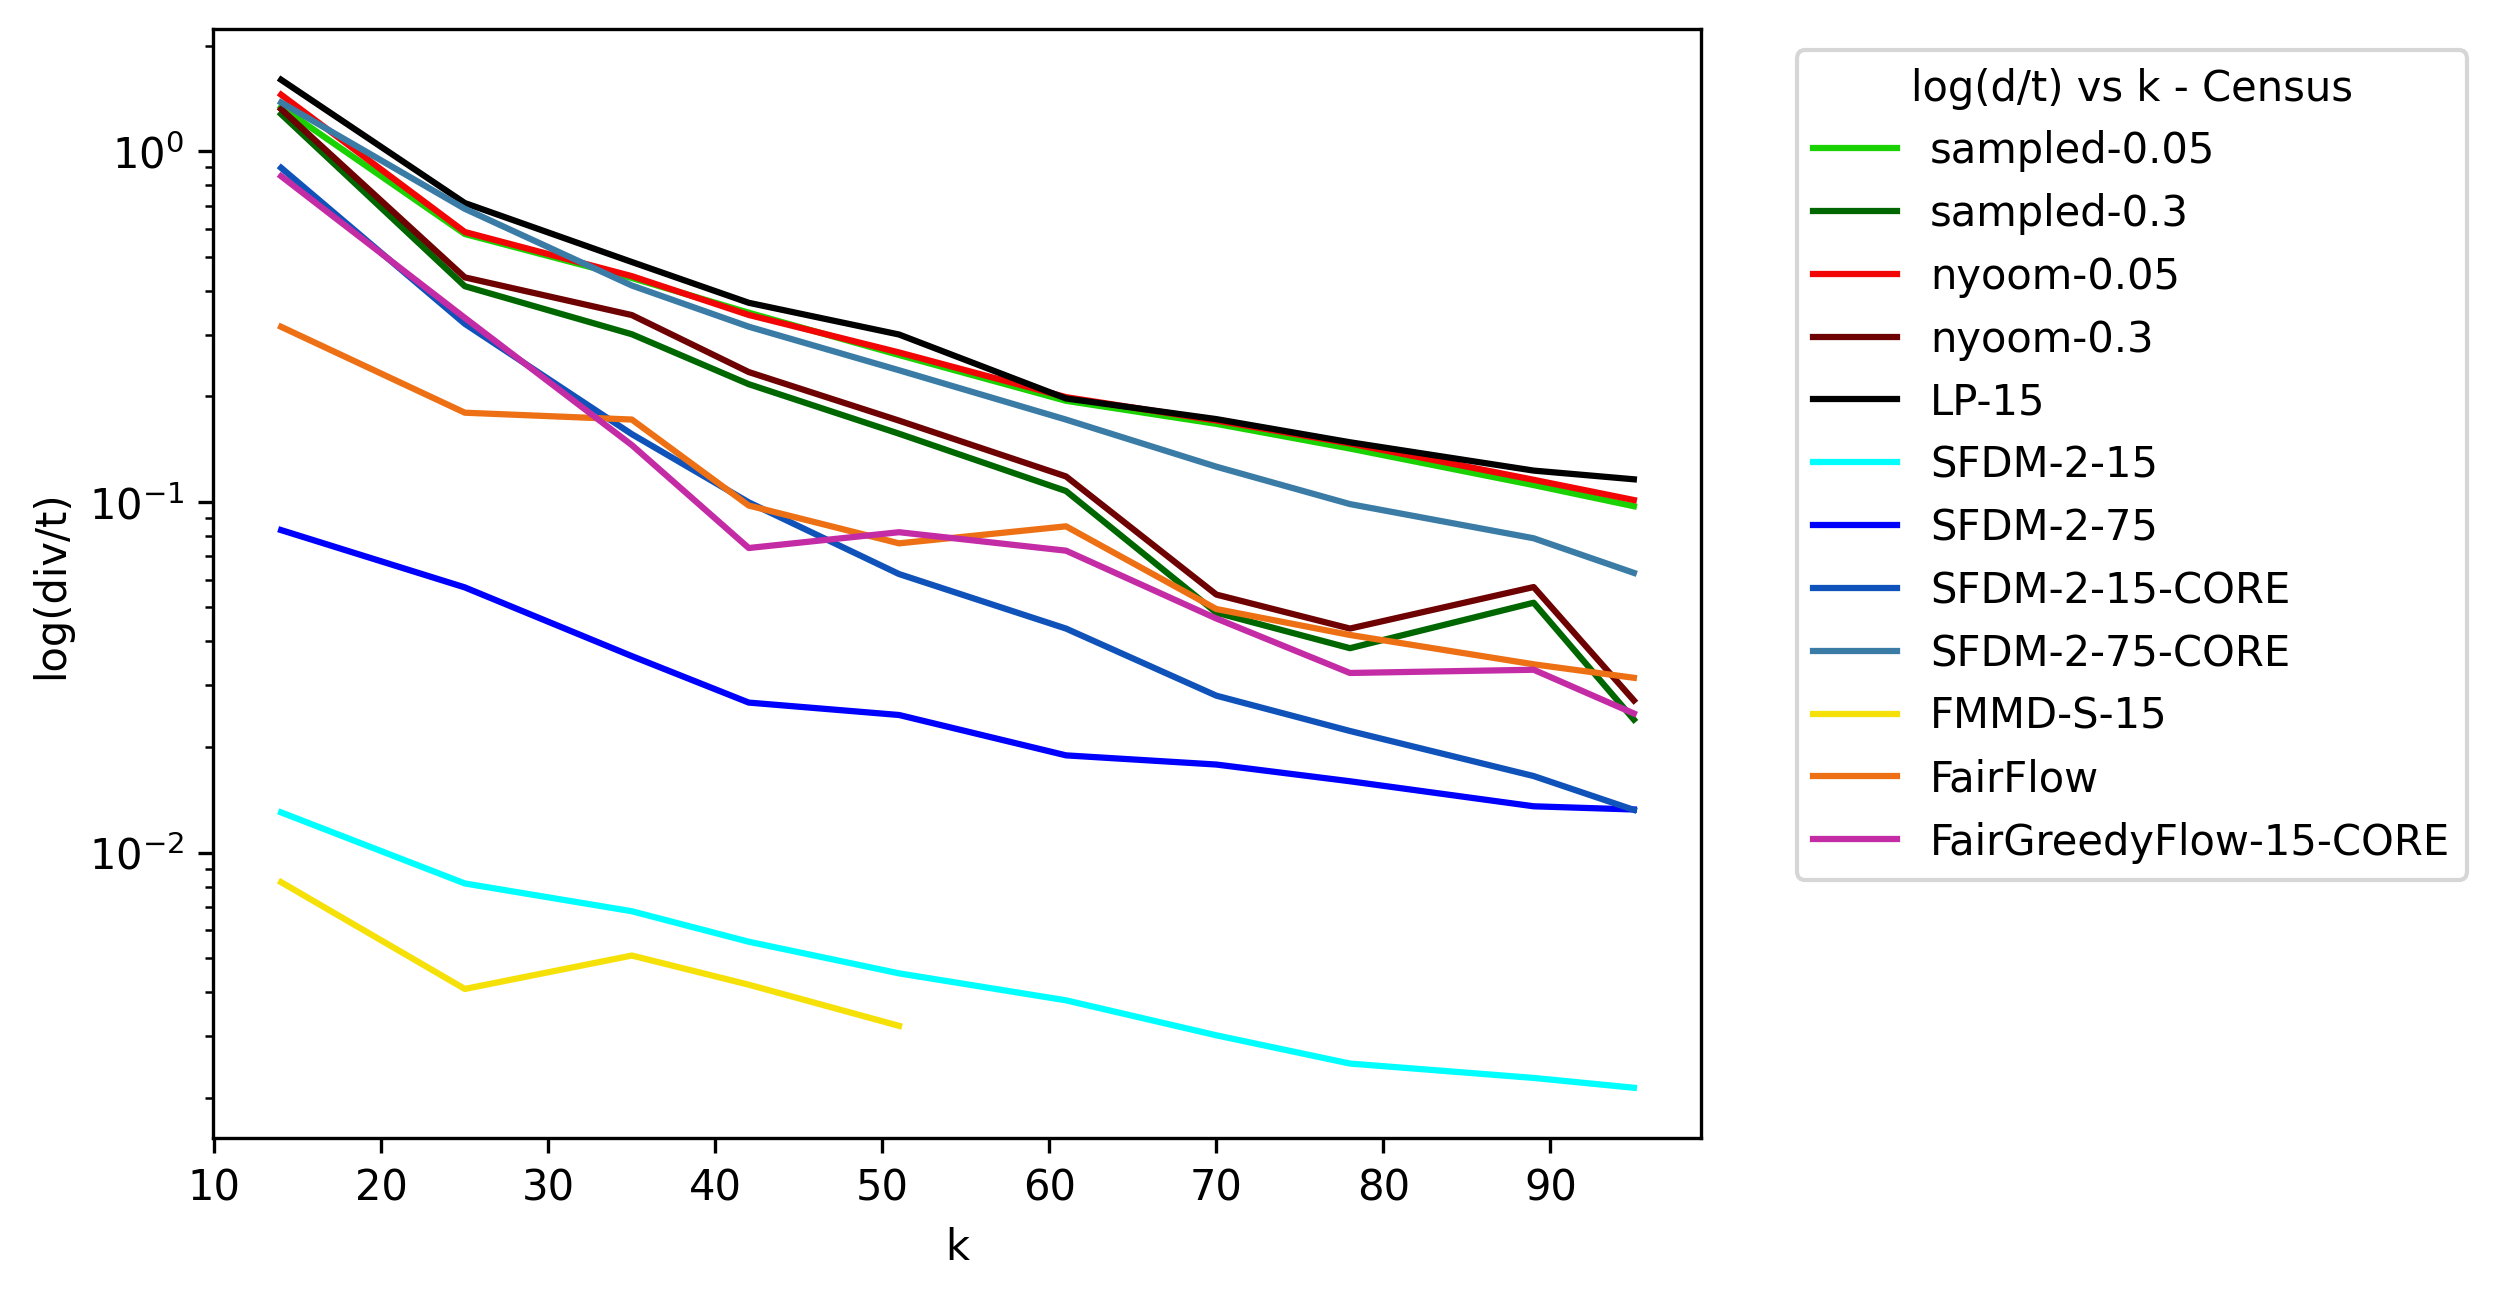 10⁰
10⁻¹
10⁻²
log(div/t)
10 20 30 40 50 60 70 80 90
k
log(d/t) vs k - Census
sampled-0.05
sampled-0.3
nyoom-0.05
nyoom-0.3
LP-15
SFDM-2-15
SFDM-2-75
SFDM-2-15-CORE
SFDM-2-75-CORE
FMMD-S-15
FairFlow
FairGreedyFlow-15-CORE